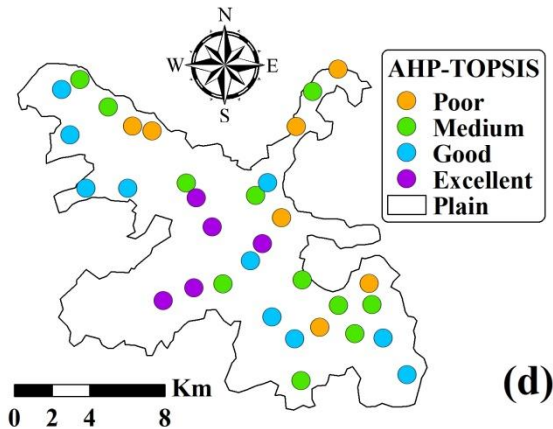 N
W E
S
AHP-TOPSIS
Poor
Medium
Good
Excellent
Plain
Km
0 2 4 8
(d)